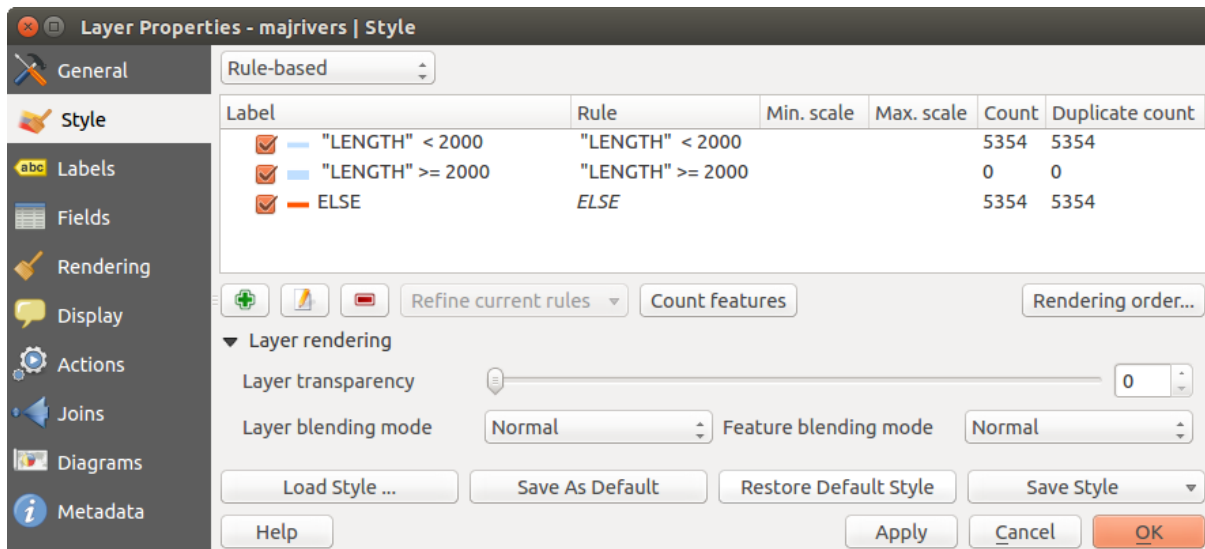 Layer Properties - majrivers | Style
General
Style
abc Labels
Fields
Rendering
Display
Actions
Joins
Diagrams
i Metadata
Rule-based
Label Rule Min. scale Max. scale Count Duplicate count
"LENGTH" < 2000 "LENGTH" < 2000 5354 5354
"LENGTH" >= 2000 "LENGTH" >= 2000 0 0
ELSE ELSE 5354 5354
Refine current rules Count features Rendering order...
Layer rendering
Layer transparency 0
Layer blending mode Normal Feature blending mode Normal
Load Style ... Save As Default Restore Default Style Save Style
Help Apply Cancel OK